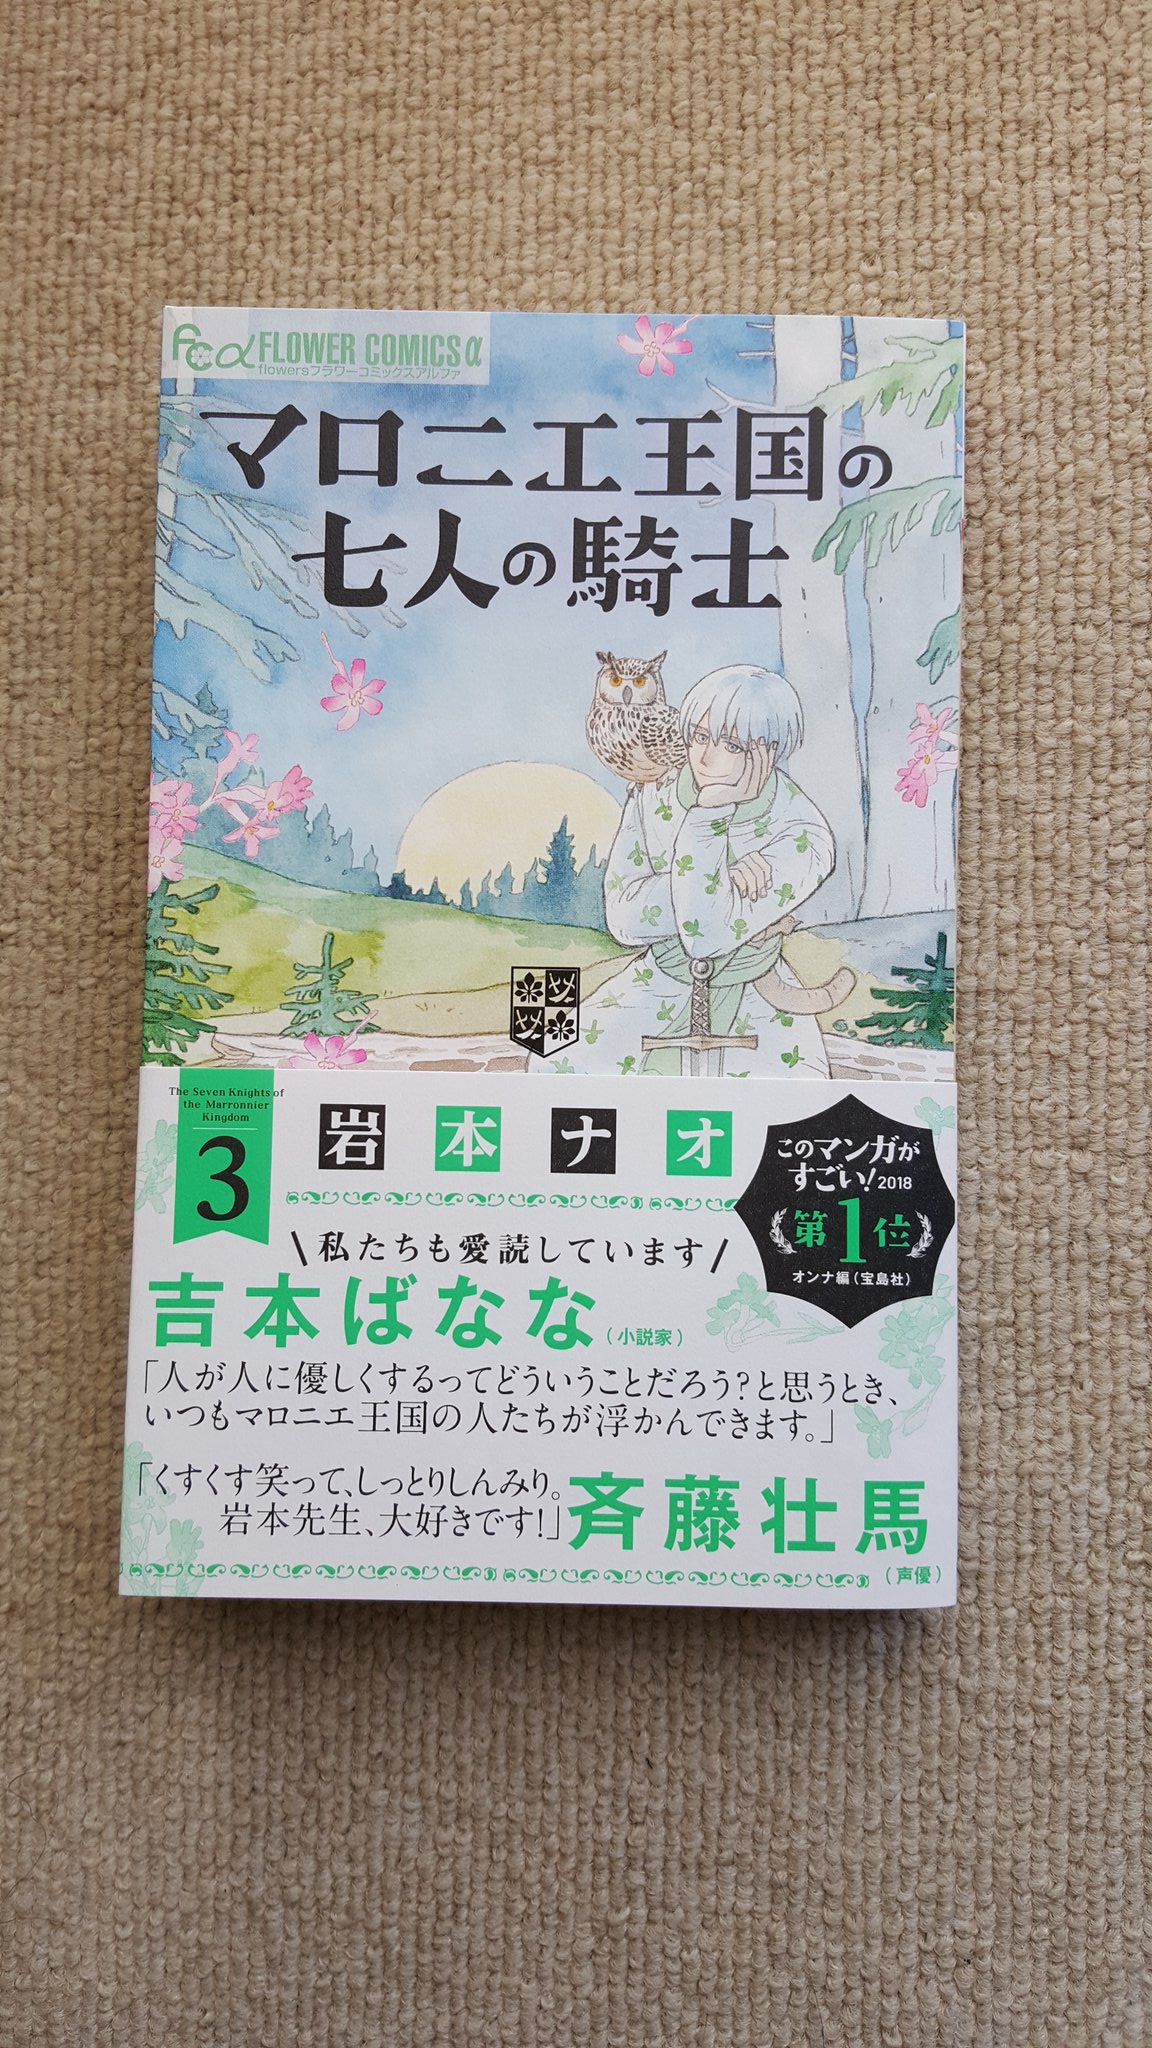 fcα FLOWER COMICS α
flowersフラワーコミックスアルファ
マロニエ王国の
七人の騎士
The Seven Knights of
the Marronnier
Kingdom
3
岩本ナオ
このマンガが
すごい!2018
第1位
オンナ編(宝島社)
\私たちも愛読しています/
吉本ばなな(小説家)
「人が人に優しくするってどういうことだろう?と思うとき、
いつもマロニエ王国の人たちが浮かんできます。」
「くすくす笑って、しっとりしんみり。
岩本先生、大好きです!」
斉藤壮馬
(声優)